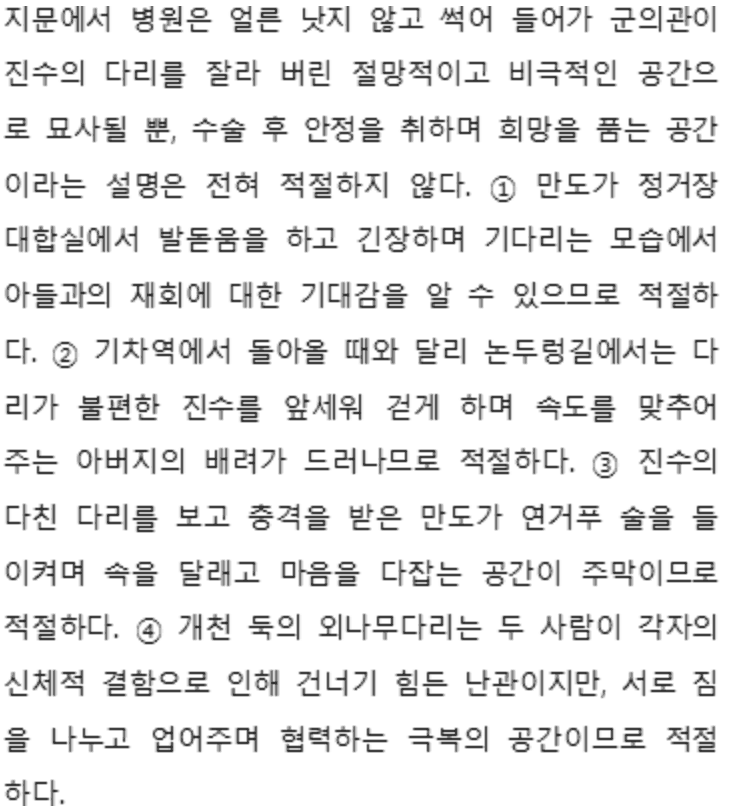 지문에서 병원은 얼른 낫지 않고 썩어 들어가 군의관이
진수의 다리를 잘라 버린 절망적이고 비극적인 공간으
로 묘사될 뿐, 수술 후 안정을 취하며 희망을 품는 공간
이라는 설명은 전혀 적절하지 않다. ① 만도가 정거장
대합실에서 발돋움을 하고 긴장하며 기다리는 모습에서
아들과의 재회에 대한 기대감을 알 수 있으므로 적절하
다. ② 기차역에서 돌아올 때와 달리 논두렁길에서는 다
리가 불편한 진수를 앞세워 걷게 하며 속도를 맞추어
주는 아버지의 배려가 드러나므로 적절하다. ③ 진수의
다친 다리를 보고 충격을 받은 만도가 연거푸 술을 들
이켜며 속을 달래고 마음을 다잡는 공간이 주막이므로
적절하다. ④ 개천 둑의 외나무다리는 두 사람이 각자의
신체적 결함으로 인해 건너기 힘든 난관이지만, 서로 짐
을 나누고 업어주며 협력하는 극복의 공간이므로 적절
하다.